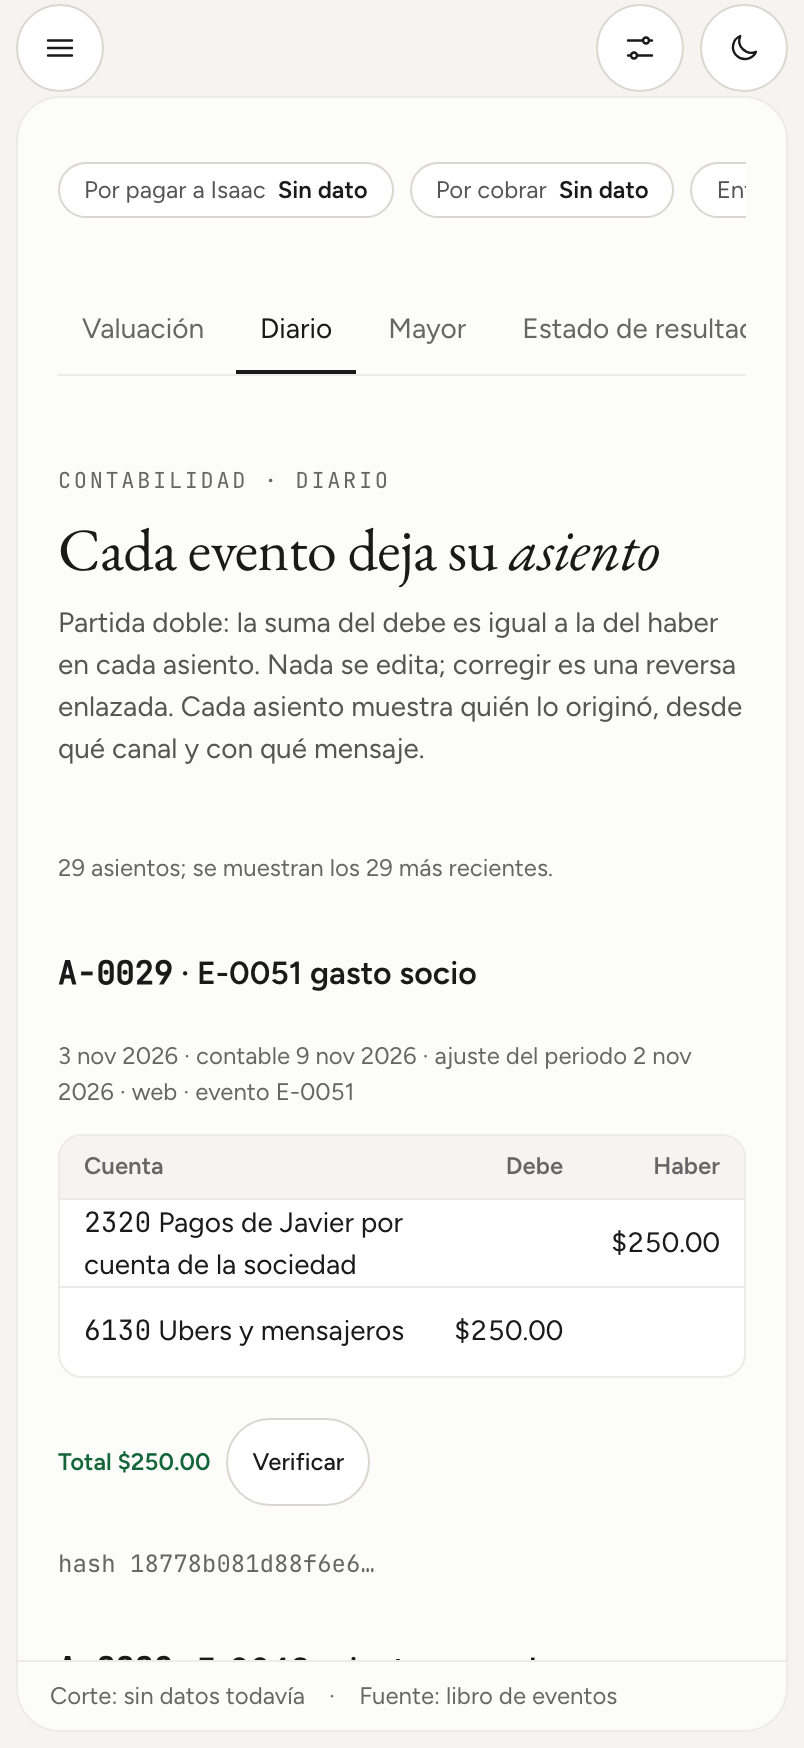 Por pagar a Isaac Sin dato
Por cobrar Sin dato
Valuación
Diario
Mayor
Estado de
CONTABILIDAD · DIARIO
Cada evento deja su asiento
Partida doble: la suma del debe es igual a la del haber
en cada asiento. Nada se edita; corregir es una reversa
enlazada. Cada asiento muestra quién lo originó, desde
qué canal y con qué mensaje.
29 asientos; se muestran los 29 más recientes.
A-0029 · E-0051 gasto socio
3 nov 2026 · contable 9 nov 2026 · ajuste del periodo 2 nov
2026 · web · evento E-0051
Cuenta Debe Haber
2320 Pagos de Javier por
cuenta de la sociedad
$250.00
6130 Ubers y mensajeros $250.00
Total $250.00
Verificar
hash 18778b081d88f6e6…
Corte: sin datos todavía · Fuente: libro de eventos